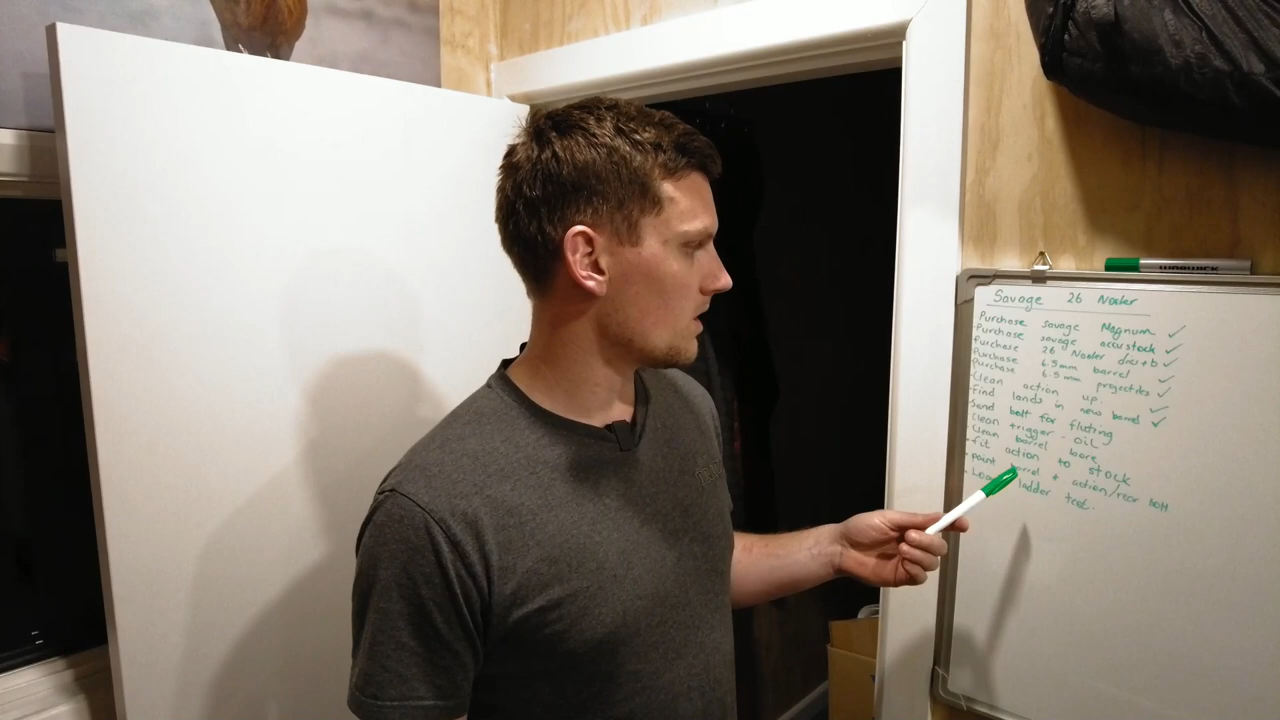 WARWICK
Savage 26 Nosler
Purchase savage Magnum ✓
-Purchase savage accustock ✓
Purchase 26 Nosler dies+b ✓
Purchase 6.5mm barrel ✓
Purchase 6.5mm projectiles ✓
-Clean action up. ✓
-Find lands in new barrel ✓
-Send bolt for fluting
-Clean trigger - oil
-Clean barrel bore
-fit action to stock
-paint + action/rear
ladder test.